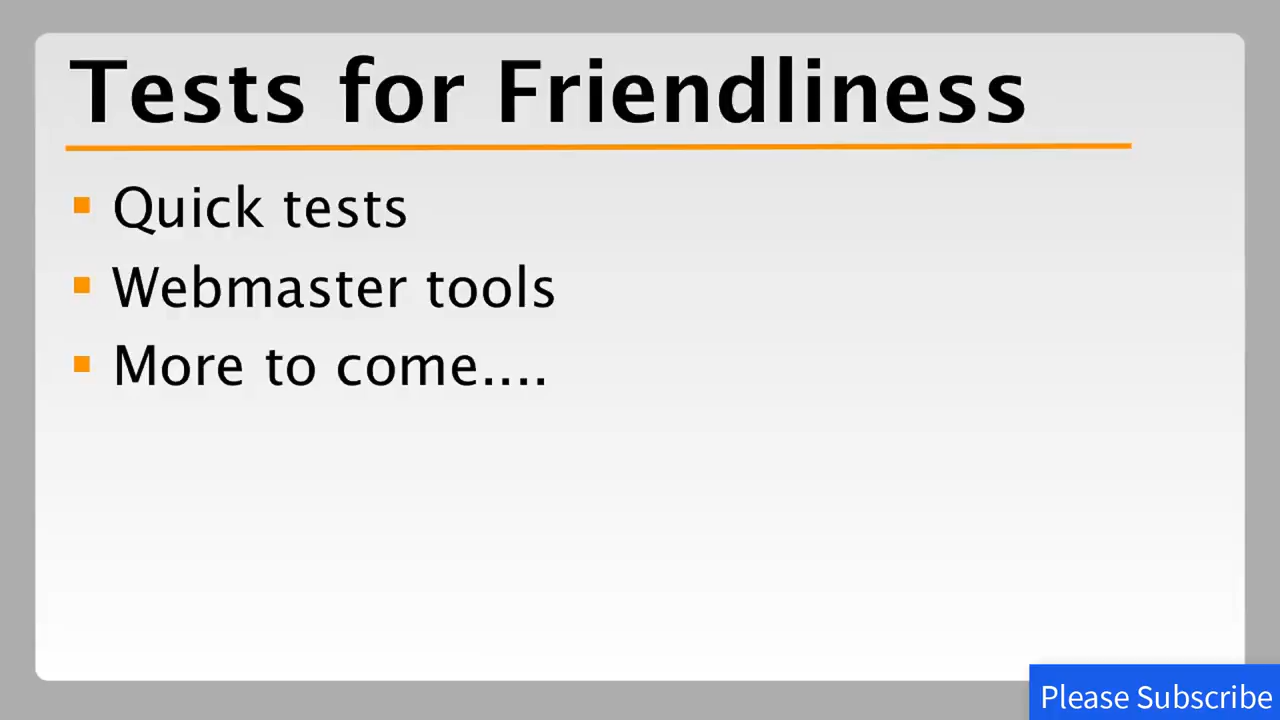 Tests for Friendliness
Quick tests
Webmaster tools
More to come....
Please Subscribe